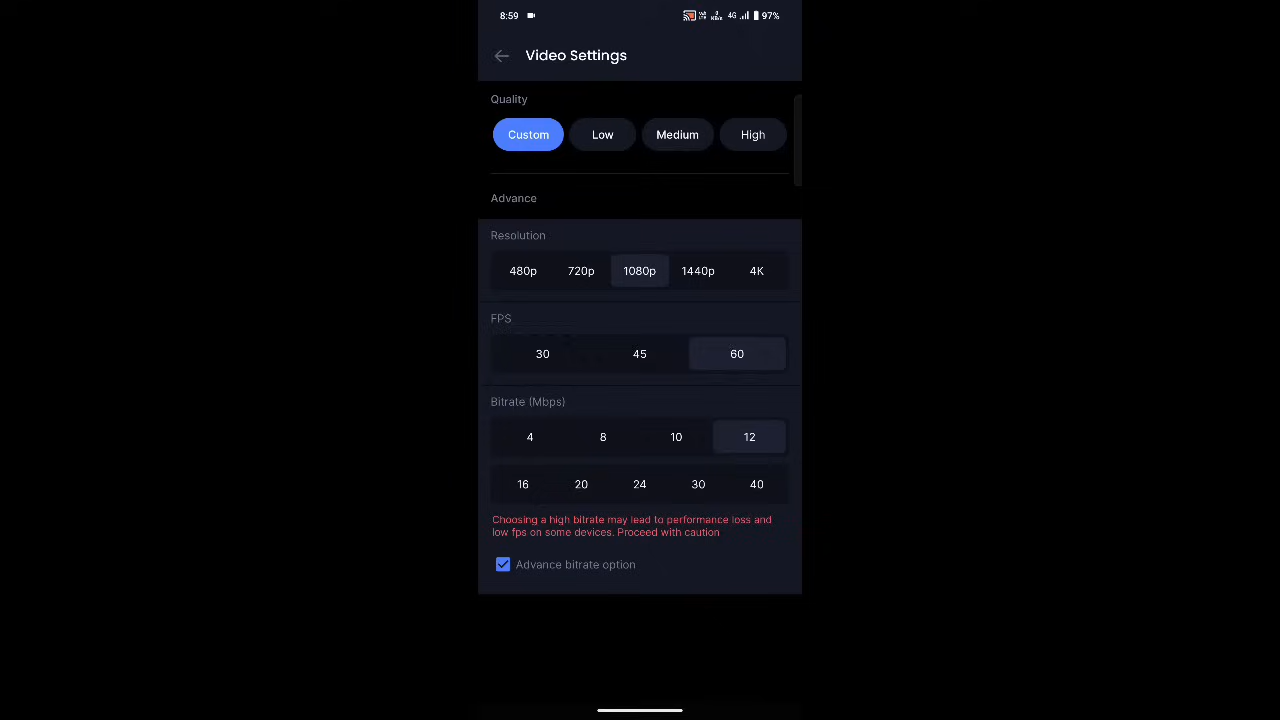 8:59 4G 97%
Video Settings
Quality
Custom Low Medium High
Advance
Resolution
480p 720p 1080p 1440p 4K
FPS
30 45 60
Bitrate (Mbps)
4 8 10 12
16 20 24 30 40
Choosing a high bitrate may lead to performance loss and
low fps on some devices. Proceed with caution
Advance bitrate option